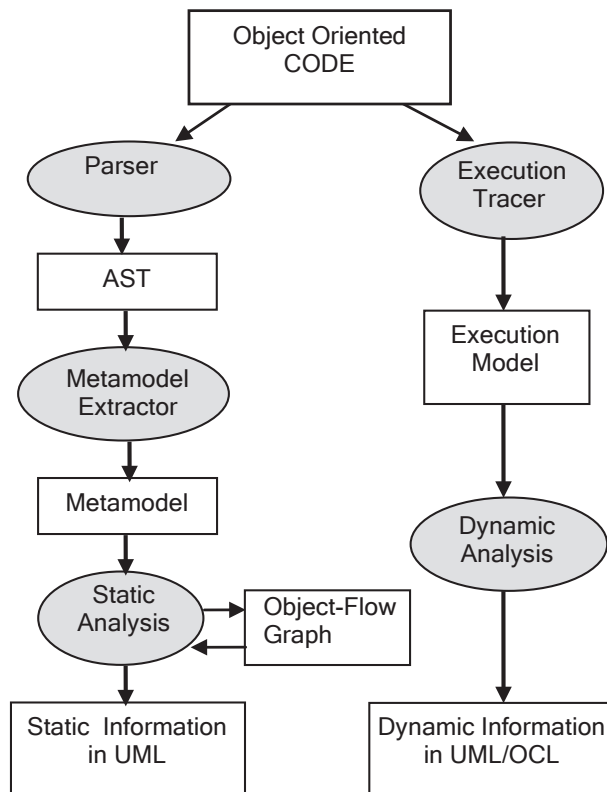 Object Oriented
CODE
Parser
Execution
Tracer
AST
Execution
Model
Metamodel
Extractor
Metamodel
Dynamic
Analysis
Static
Analysis
Object-Flow
Graph
Static Information
in UML
Dynamic Information
in UML/OCL